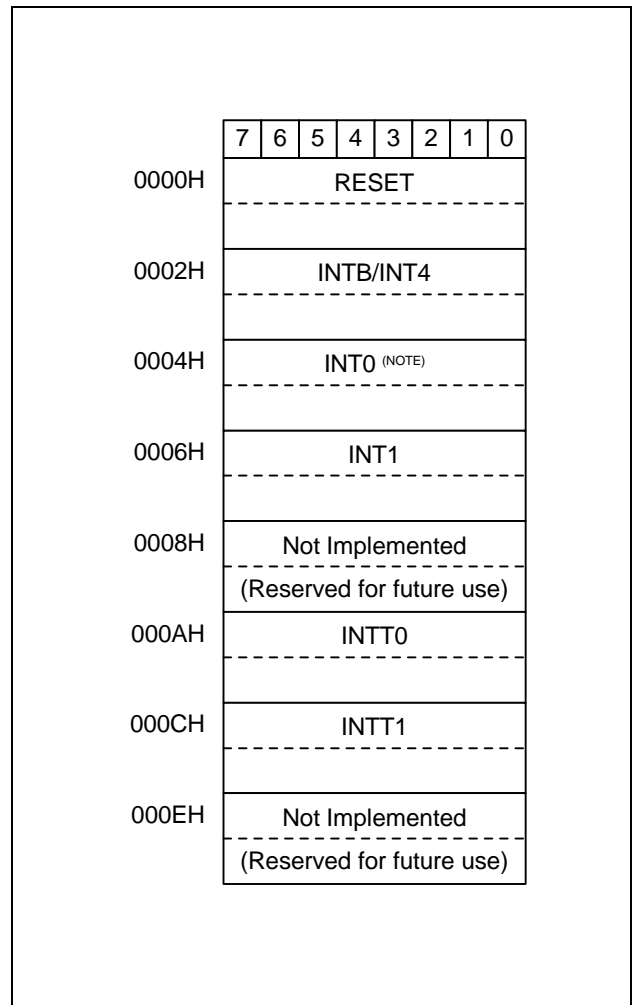 7 6 5 4 3 2 1 0
0000H RESET
0002H INTB/INT4
0004H INT0 (NOTE)
0006H INT1
0008H Not Implemented
(Reserved for future use)
000AH INTT0
000CH INTT1
000EH Not Implemented
(Reserved for future use)